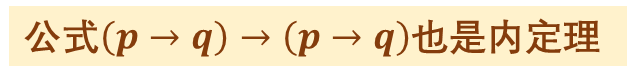 公式(p → q) → (p → q)也是内定理